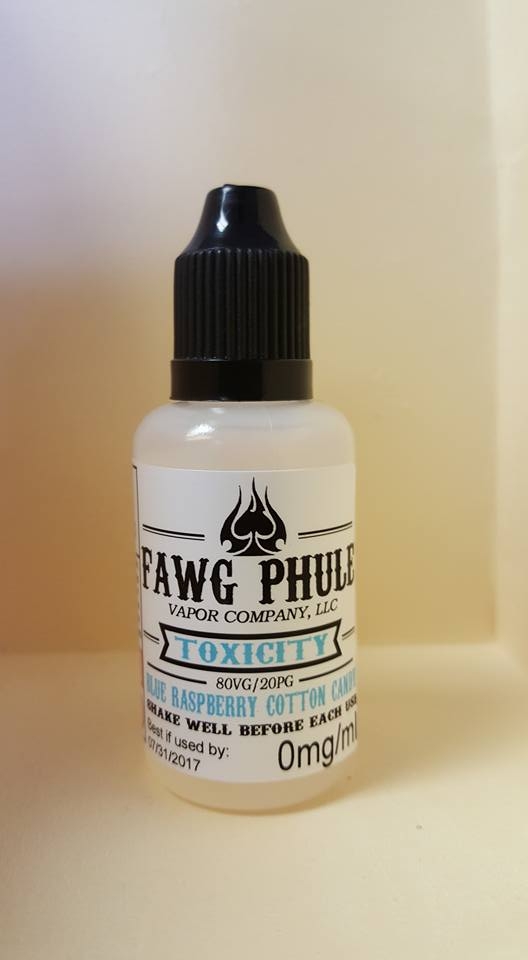 FAWG PHULE
VAPOR COMPANY, LLC
TOXICITY
80VG/20PG
BLUE RASPBERRY COTTON CANDY
SHAKE WELL BEFORE EACH USE
Best if used by:
07/31/2017
0mg/ml